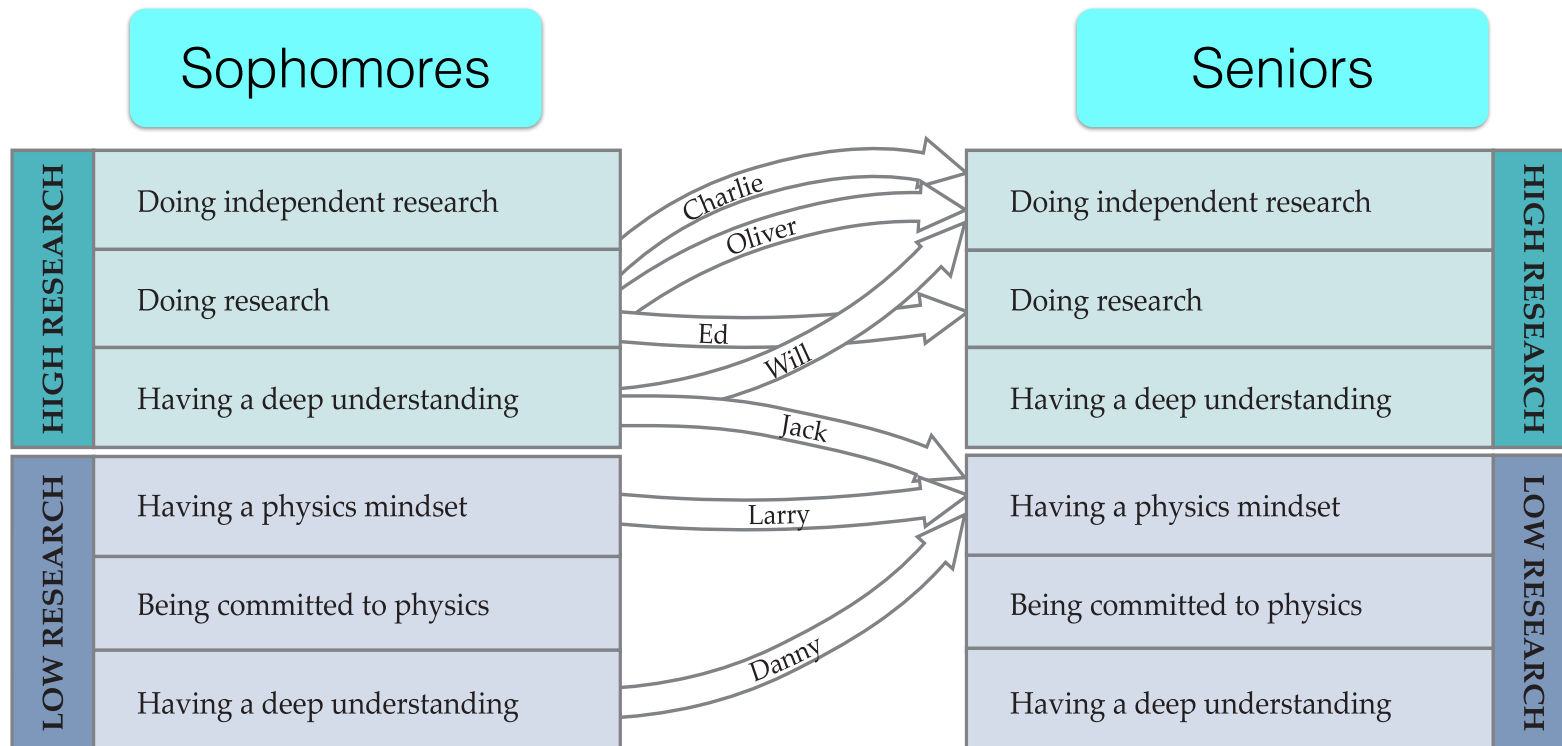 Sophomores
Seniors
HIGH RESEARCH
Doing independent research
Doing research
Having a deep understanding
LOW RESEARCH
Having a physics mindset
Being committed to physics
Having a deep understanding
Charlie
Oliver
Ed
Will
Jack
Larry
Danny
Doing independent research
Doing research
Having a deep understanding
HIGH RESEARCH
Having a physics mindset
Being committed to physics
Having a deep understanding
LOW RESEARCH